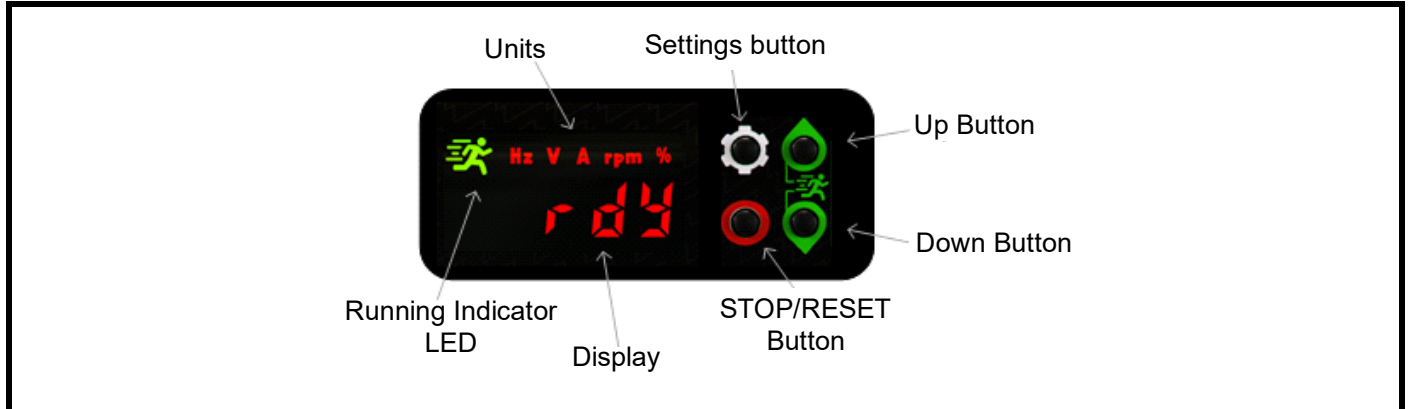 Units
Settings button
Up Button
Hz V A rpm %
rdy
Down Button
Running Indicator
LED
Display
STOP/RESET
Button